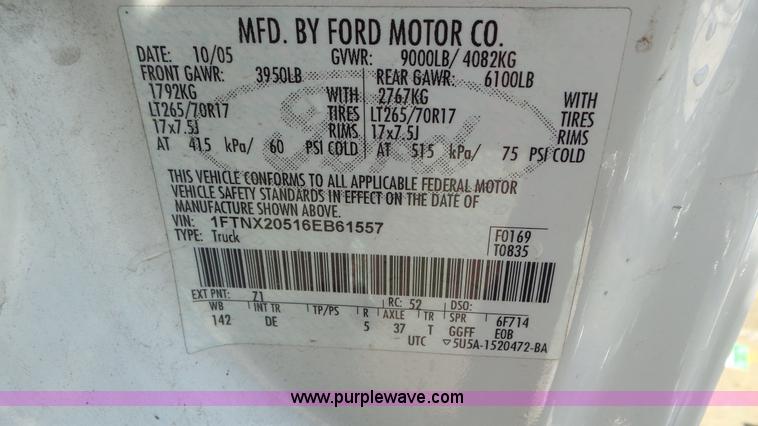 MFD. BY FORD MOTOR CO.
DATE: 10/05 GVWR: 9000LB/ 4082KG
FRONT GAWR: 3950LB REAR GAWR: 6100LB
1792KG WITH 2767KG WITH
LT265/70R17 TIRES LT265/70R17 TIRES
17x7.5J RIMS 17x7.5J RIMS
AT 415 kPa/ 60 PSI COLD AT 515 kPa/ 75 PSI COLD
THIS VEHICLE CONFORMS TO ALL APPLICABLE FEDERAL MOTOR
VEHICLE SAFETY STANDARDS IN EFFECT ON THE DATE OF
MANUFACTURE SHOWN ABOVE.
VIN: 1FTNX20516EB61557 F0169
TYPE: Truck T0835
EXT PNT: Z1 RC: 52 DSO:
WB INT TR TP/PS R AXLE TR SPR 6F714
142 DE 5 37 T GGFF E0B
UTC ▽5U5A-1520472-BA
Ford
www.purplewave.com